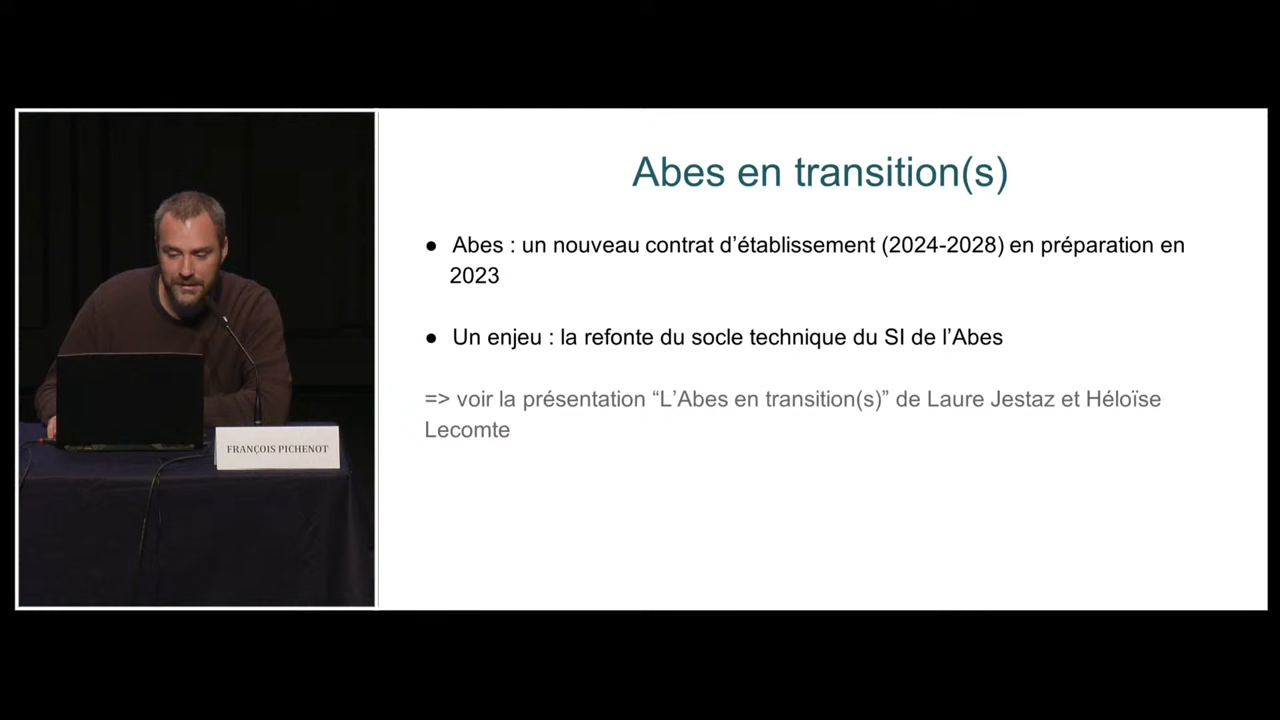 FRANÇOIS PICHENOT
Abes en transition(s)
● Abes : un nouveau contrat d’établissement (2024-2028) en préparation en
2023
● Un enjeu : la refonte du socle technique du SI de l’Abes
=> voir la présentation “L’Abes en transition(s)” de Laure Jestaz et Héloïse
Lecomte